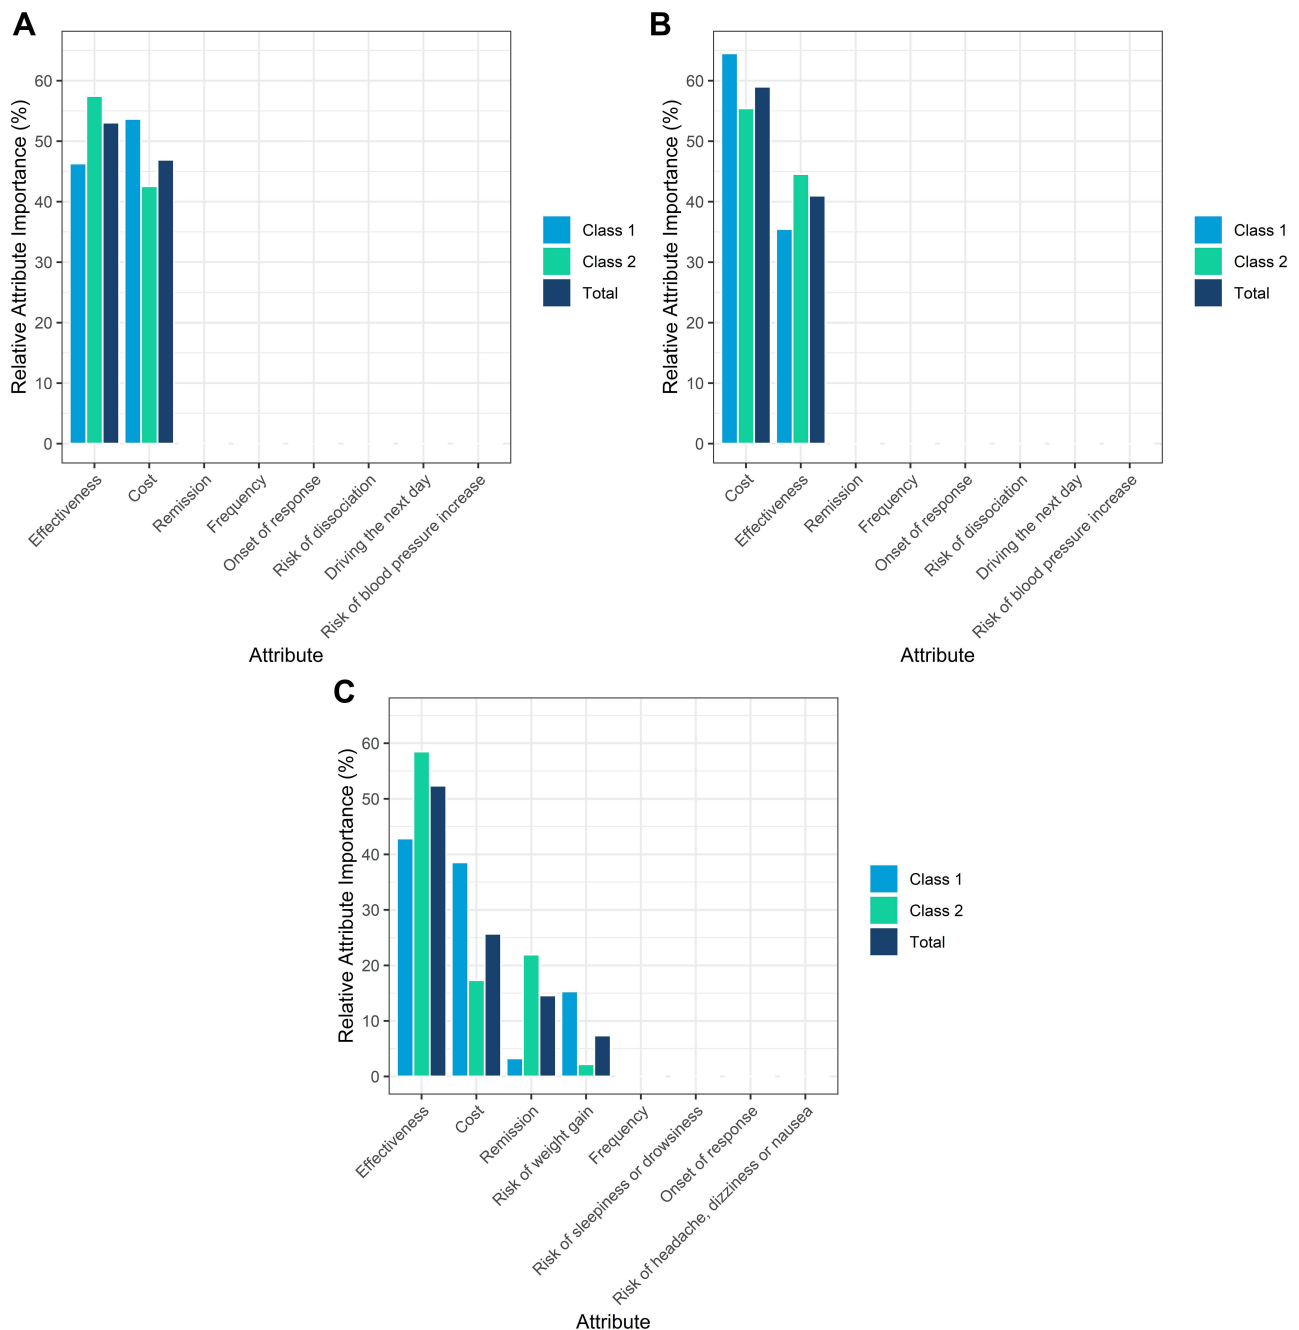 A
Relative Attribute Importance (%)
60
50
40
30
20
10
0
Effectiveness
Cost
Remission
Frequency
Onset of response
Risk of dissociation
Driving the next day
Risk of blood pressure increase
Attribute
Class 1
Class 2
Total
B
Relative Attribute Importance (%)
60
50
40
30
20
10
0
Cost
Effectiveness
Remission
Frequency
Onset of response
Risk of dissociation
Driving the next day
Risk of blood pressure increase
Attribute
Class 1
Class 2
Total
C
Relative Attribute Importance (%)
60
50
40
30
20
10
0
Effectiveness
Cost
Remission
Risk of weight gain
Frequency
Risk of sleepiness or drowsiness
Onset of response
Risk of headache, dizziness or nausea
Attribute
Class 1
Class 2
Total